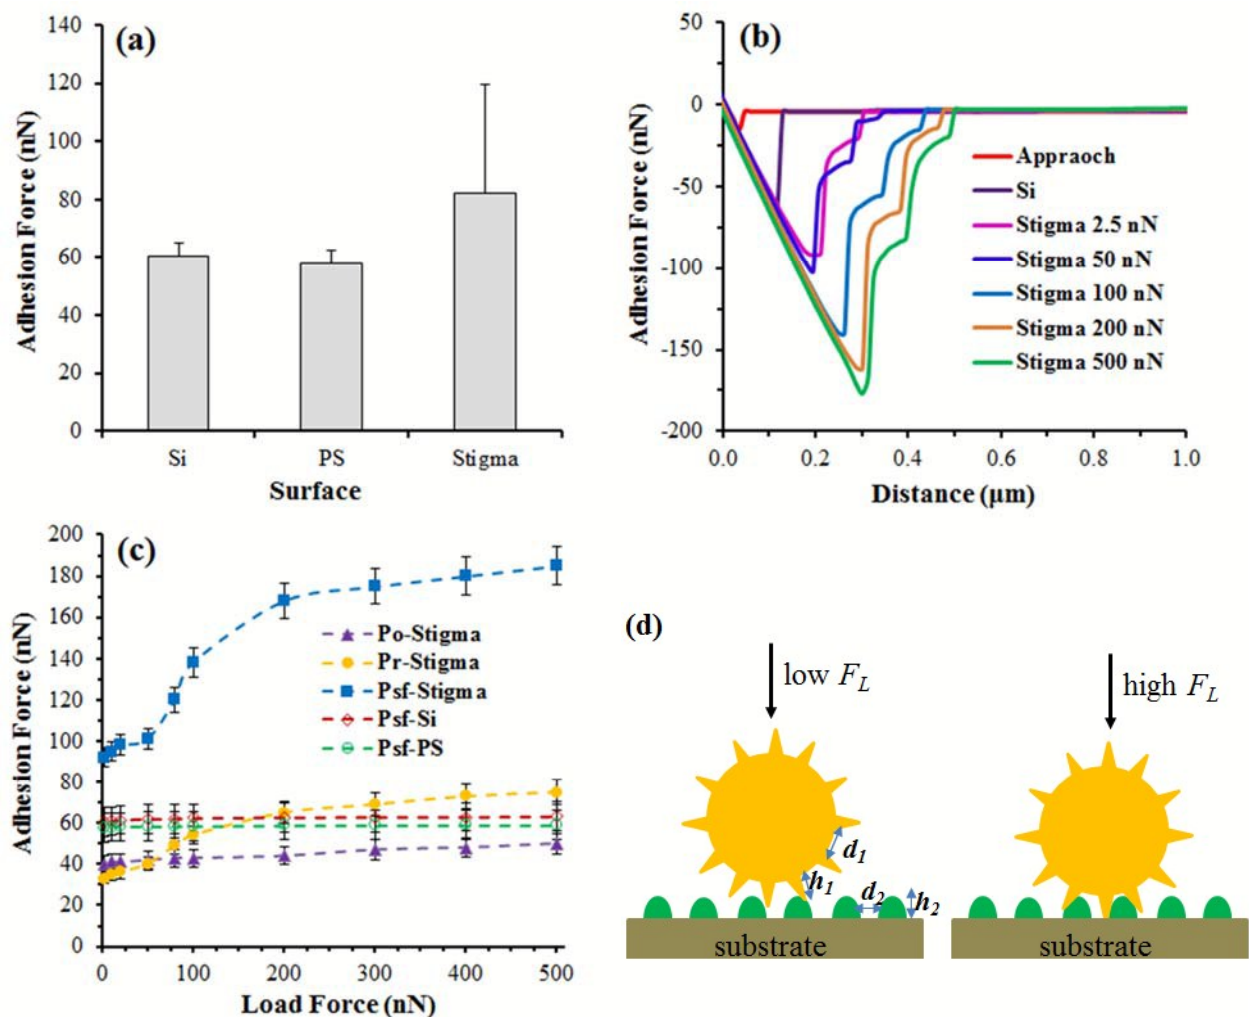 (a)
Adhesion Force (nN)
140
120
100
80
60
40
20
0
Si PS Stigma
Surface
(b)
Adhesion Force (nN)
50
0
-50
-100
-150
-200
Appraoch
Si
Stigma 2.5 nN
Stigma 50 nN
Stigma 100 nN
Stigma 200 nN
Stigma 500 nN
0.0 0.2 0.4 0.6 0.8 1.0
Distance (μm)
(c)
Adhesion Force (nN)
200
180
160
140
120
100
80
60
40
20
0
Po-Stigma
Pr-Stigma
Psf-Stigma
Psf-Si
Psf-PS
0 100 200 300 400 500
Load Force (nN)
(d)
low F_L
high F_L
d_1
h_1
d_2
h_2
substrate
substrate